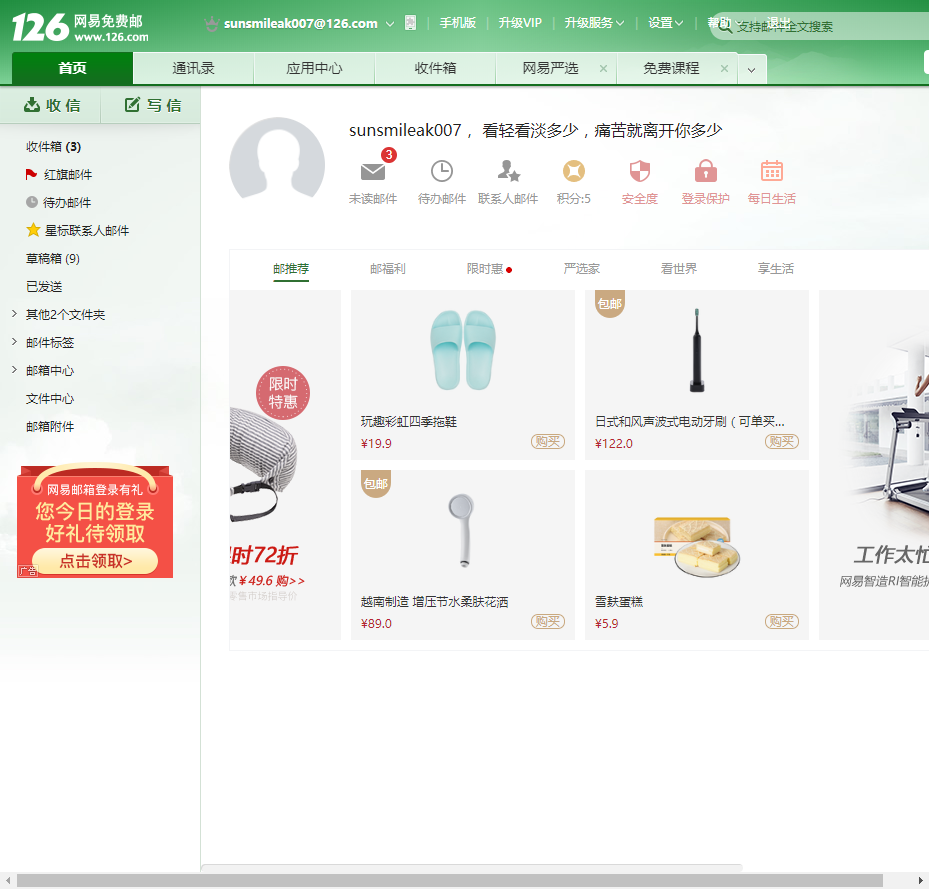 126 网易免费邮
www.126.com
sunsmileak007@126.com
手机版
升级VIP
升级服务
设置
帮助
退出
支持邮件全文搜索
首页
通讯录
应用中心
收件箱
网易严选
免费课程
收 信
写 信
收件箱 (3)
红旗邮件
待办邮件
星标联系人邮件
草稿箱 (9)
已发送
其他2个文件夹
邮件标签
邮箱中心
文件中心
邮箱附件
网易邮箱登录有礼
您今日的登录
好礼待领取
点击领取>
广告
sunsmileak007， 看轻看淡多少，痛苦就离开你多少
3
未读邮件
待办邮件
联系人邮件
积分:5
安全度
登录保护
每日生活
邮推荐
邮福利
限时惠
严选家
看世界
享生活
限时
特惠
时72折
¥49.6 购>>
零售市场指导价
玩趣彩虹四季拖鞋
¥19.9
购买
包邮
日式和风声波式电动牙刷（可单买...
¥122.0
购买
包邮
越南制造 增压节水柔肤花洒
¥89.0
购买
雪麸蛋糕
¥5.9
购买
工作太忙
网易智造RI智能